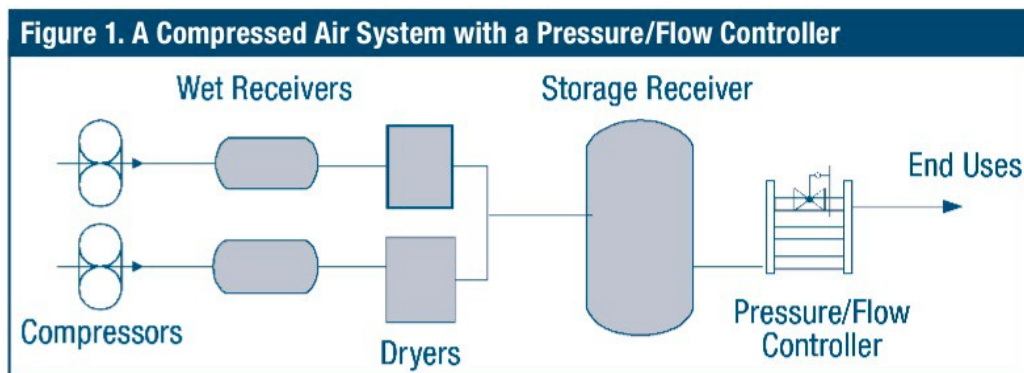 Figure 1. A Compressed Air System with a Pressure/Flow Controller
Wet Receivers
Storage Receiver
End Uses
Compressors
Dryers
Pressure/Flow
Controller